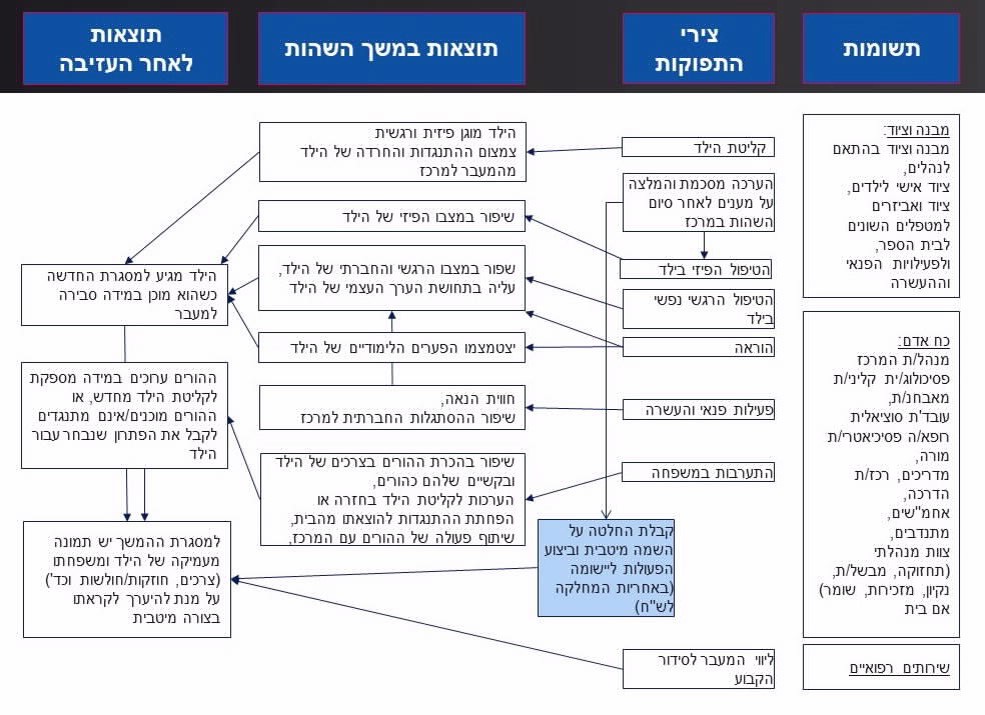 תשומות
צירי
התפוקות
תוצאות במשך השהות
תוצאות
לאחר העזיבה
מבנה וציוד:
מבנה וציוד בהתאם
לנהלים,
ציוד אישי לילדים,
ציוד ואביזרים
למטפלים השונים
לבית הספר,
ולפעילויות הפנאי
וההעשרה
כח אדם:
מנהל/ת המרכז
פסיכולוג/ית קליני/ת
מאבחנ/ת,
עובד'ת סוציאלית
רופא/ה פסיכיאטרי/ת
מורה,
מדריכים, רכז/ת
הדרכה,
אחמ"שים,
מתנדבים,
צוות מנהלתי
(תחזוקה, מבשל/ת,
נקיון, מזכירות, שומר)
אם בית
שירותים רפואיים
קליטת הילד
הערכה מסכמת והמלצה
על מענים לאחר סיום
השהות במרכז
הטיפול הפיזי בילד
הטיפול הרגשי נפשי
בילד
הוראה
פעילות פנאי והעשרה
התערבות במשפחה
קבלת החלטה על
השמה מיטבית וביצוע
הפעולות ליישומה
(באחריות המחלקה
לש"ח)
ליווי המעבר לסידור
הקבוע
הילד מוגן פיזית ורגשית
צמצום ההתנגדות והחרדה של הילד
מהמעבר למרכז
שיפור במצבו הפיזי של הילד
שפור במצבו הרגשי והחברתי של הילד,
עליה בתחושת הערך העצמי של הילד
יצטמצמו הפערים הלימודיים של הילד
חווית הנאה,
שיפור ההסתגלות החברתית למרכז
שיפור בהכרת ההורים בצרכים של הילד
ובקשיים שלהם כהורים,
הערכות לקליטת הילד בחזרה או
הפחתת ההתנגדות להוצאתו מהבית,
שיתוף פעולה של ההורים עם המרכז,
הילד מגיע למסגרת החדשה
כשהוא מוכן במידה סבירה
למעבר
ההורים ערוכים במידה מספקת
לקליטת הילד מחדש, או
ההורים מוכנים/אינם מתנגדים
לקבל את הפתרון שנבחר עבור
הילד
למסגרת ההמשך יש תמונה
מעמיקה של הילד ומשפחתו
(צרכים, חוזקות/חולשות וכד')
על מנת להיערך לקראתו
בצורה מיטבית